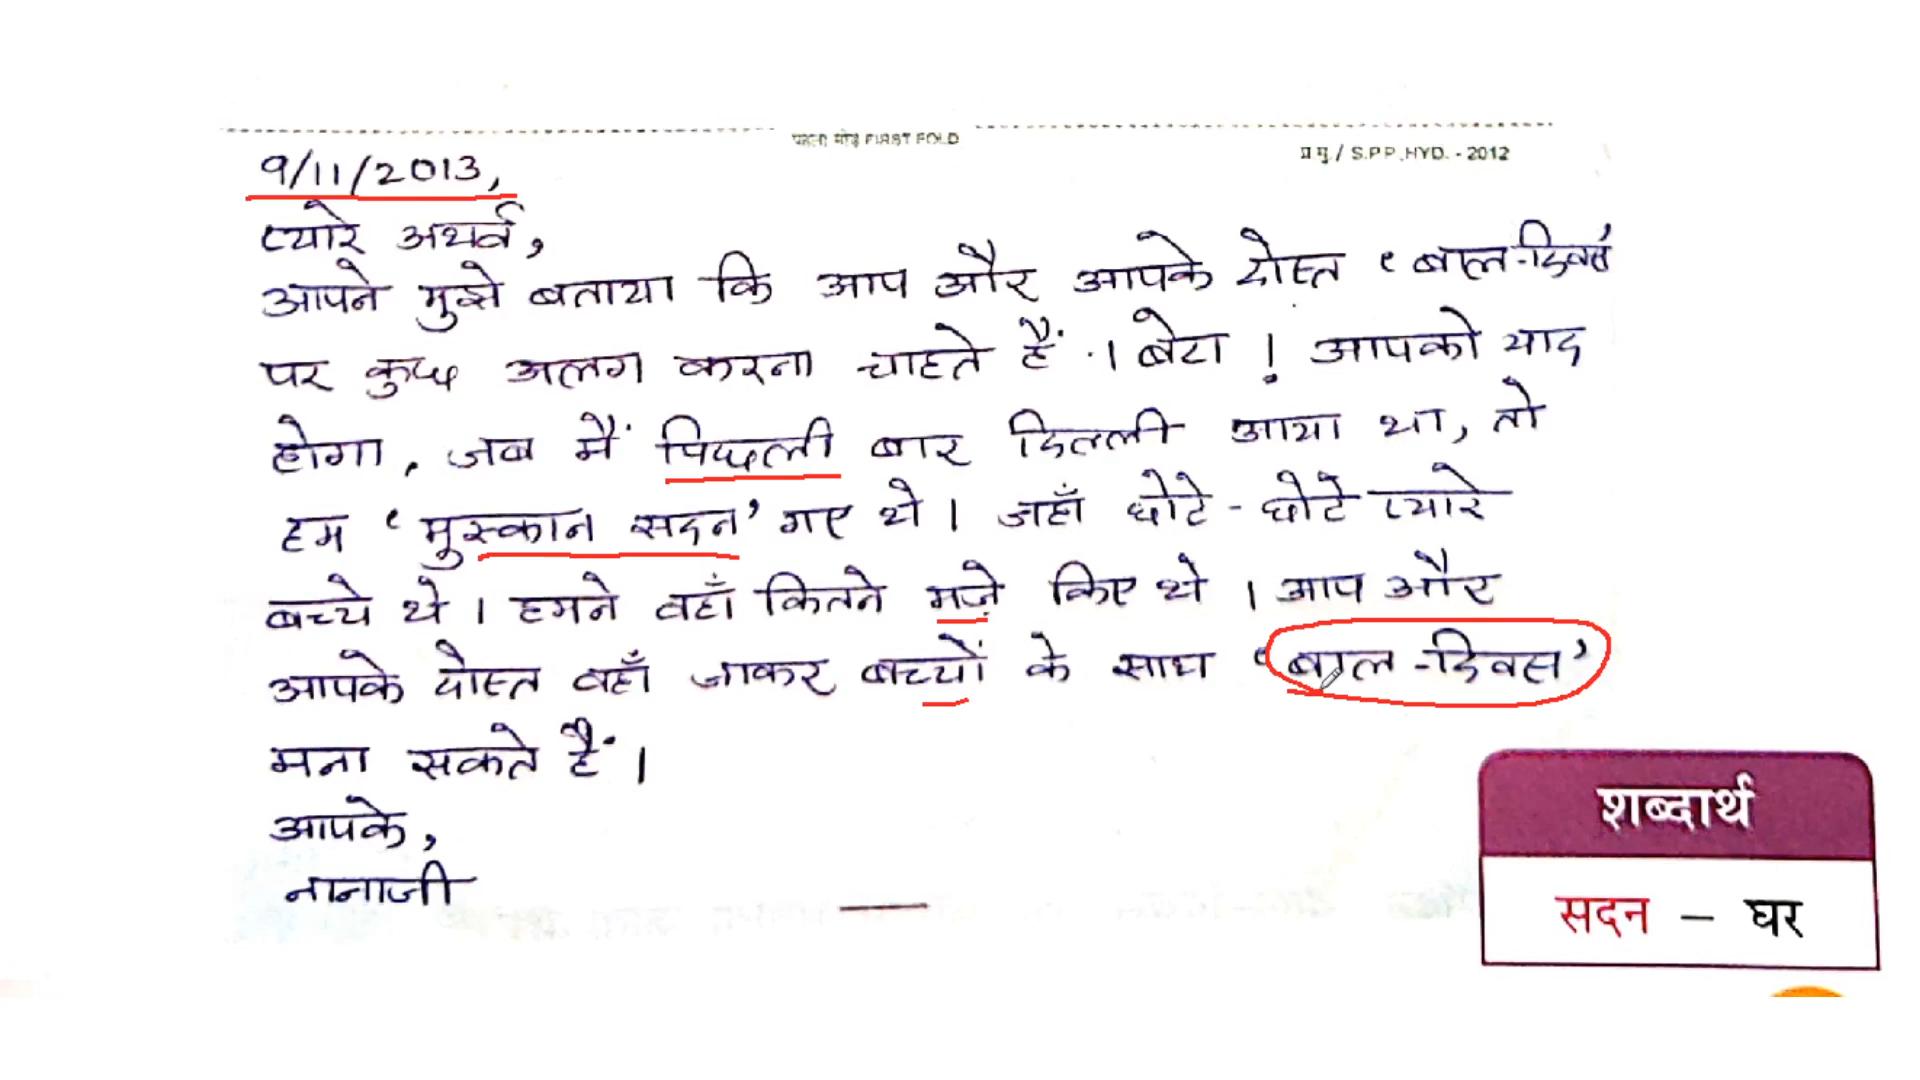 पहला मोड़ FIRST FOLD
प्र मु./ S.P.P.,HYD. - 2012
9/11/2013,
प्यारे अथर्व,
आपने मुझे बताया कि आप और आपके दोस्त ‘बाल-दिवस’
पर कुछ अलग करना चाहते हैं । बेटा ! आपको याद
होगा, जब मैं पिछली बार दिल्ली आया था, तो
हम ‘मुस्कान सदन’ गए थे । जहाँ छोटे - छोटे प्यारे
बच्चे थे । हमने वहाँ कितने मज़े किए थे । आप और
आपके दोस्त वहाँ जाकर बच्चों के साथ ‘बाल-दिवस’
मना सकते हैं ।
आपके,
नानाजी
शब्दार्थ
सदन – घर